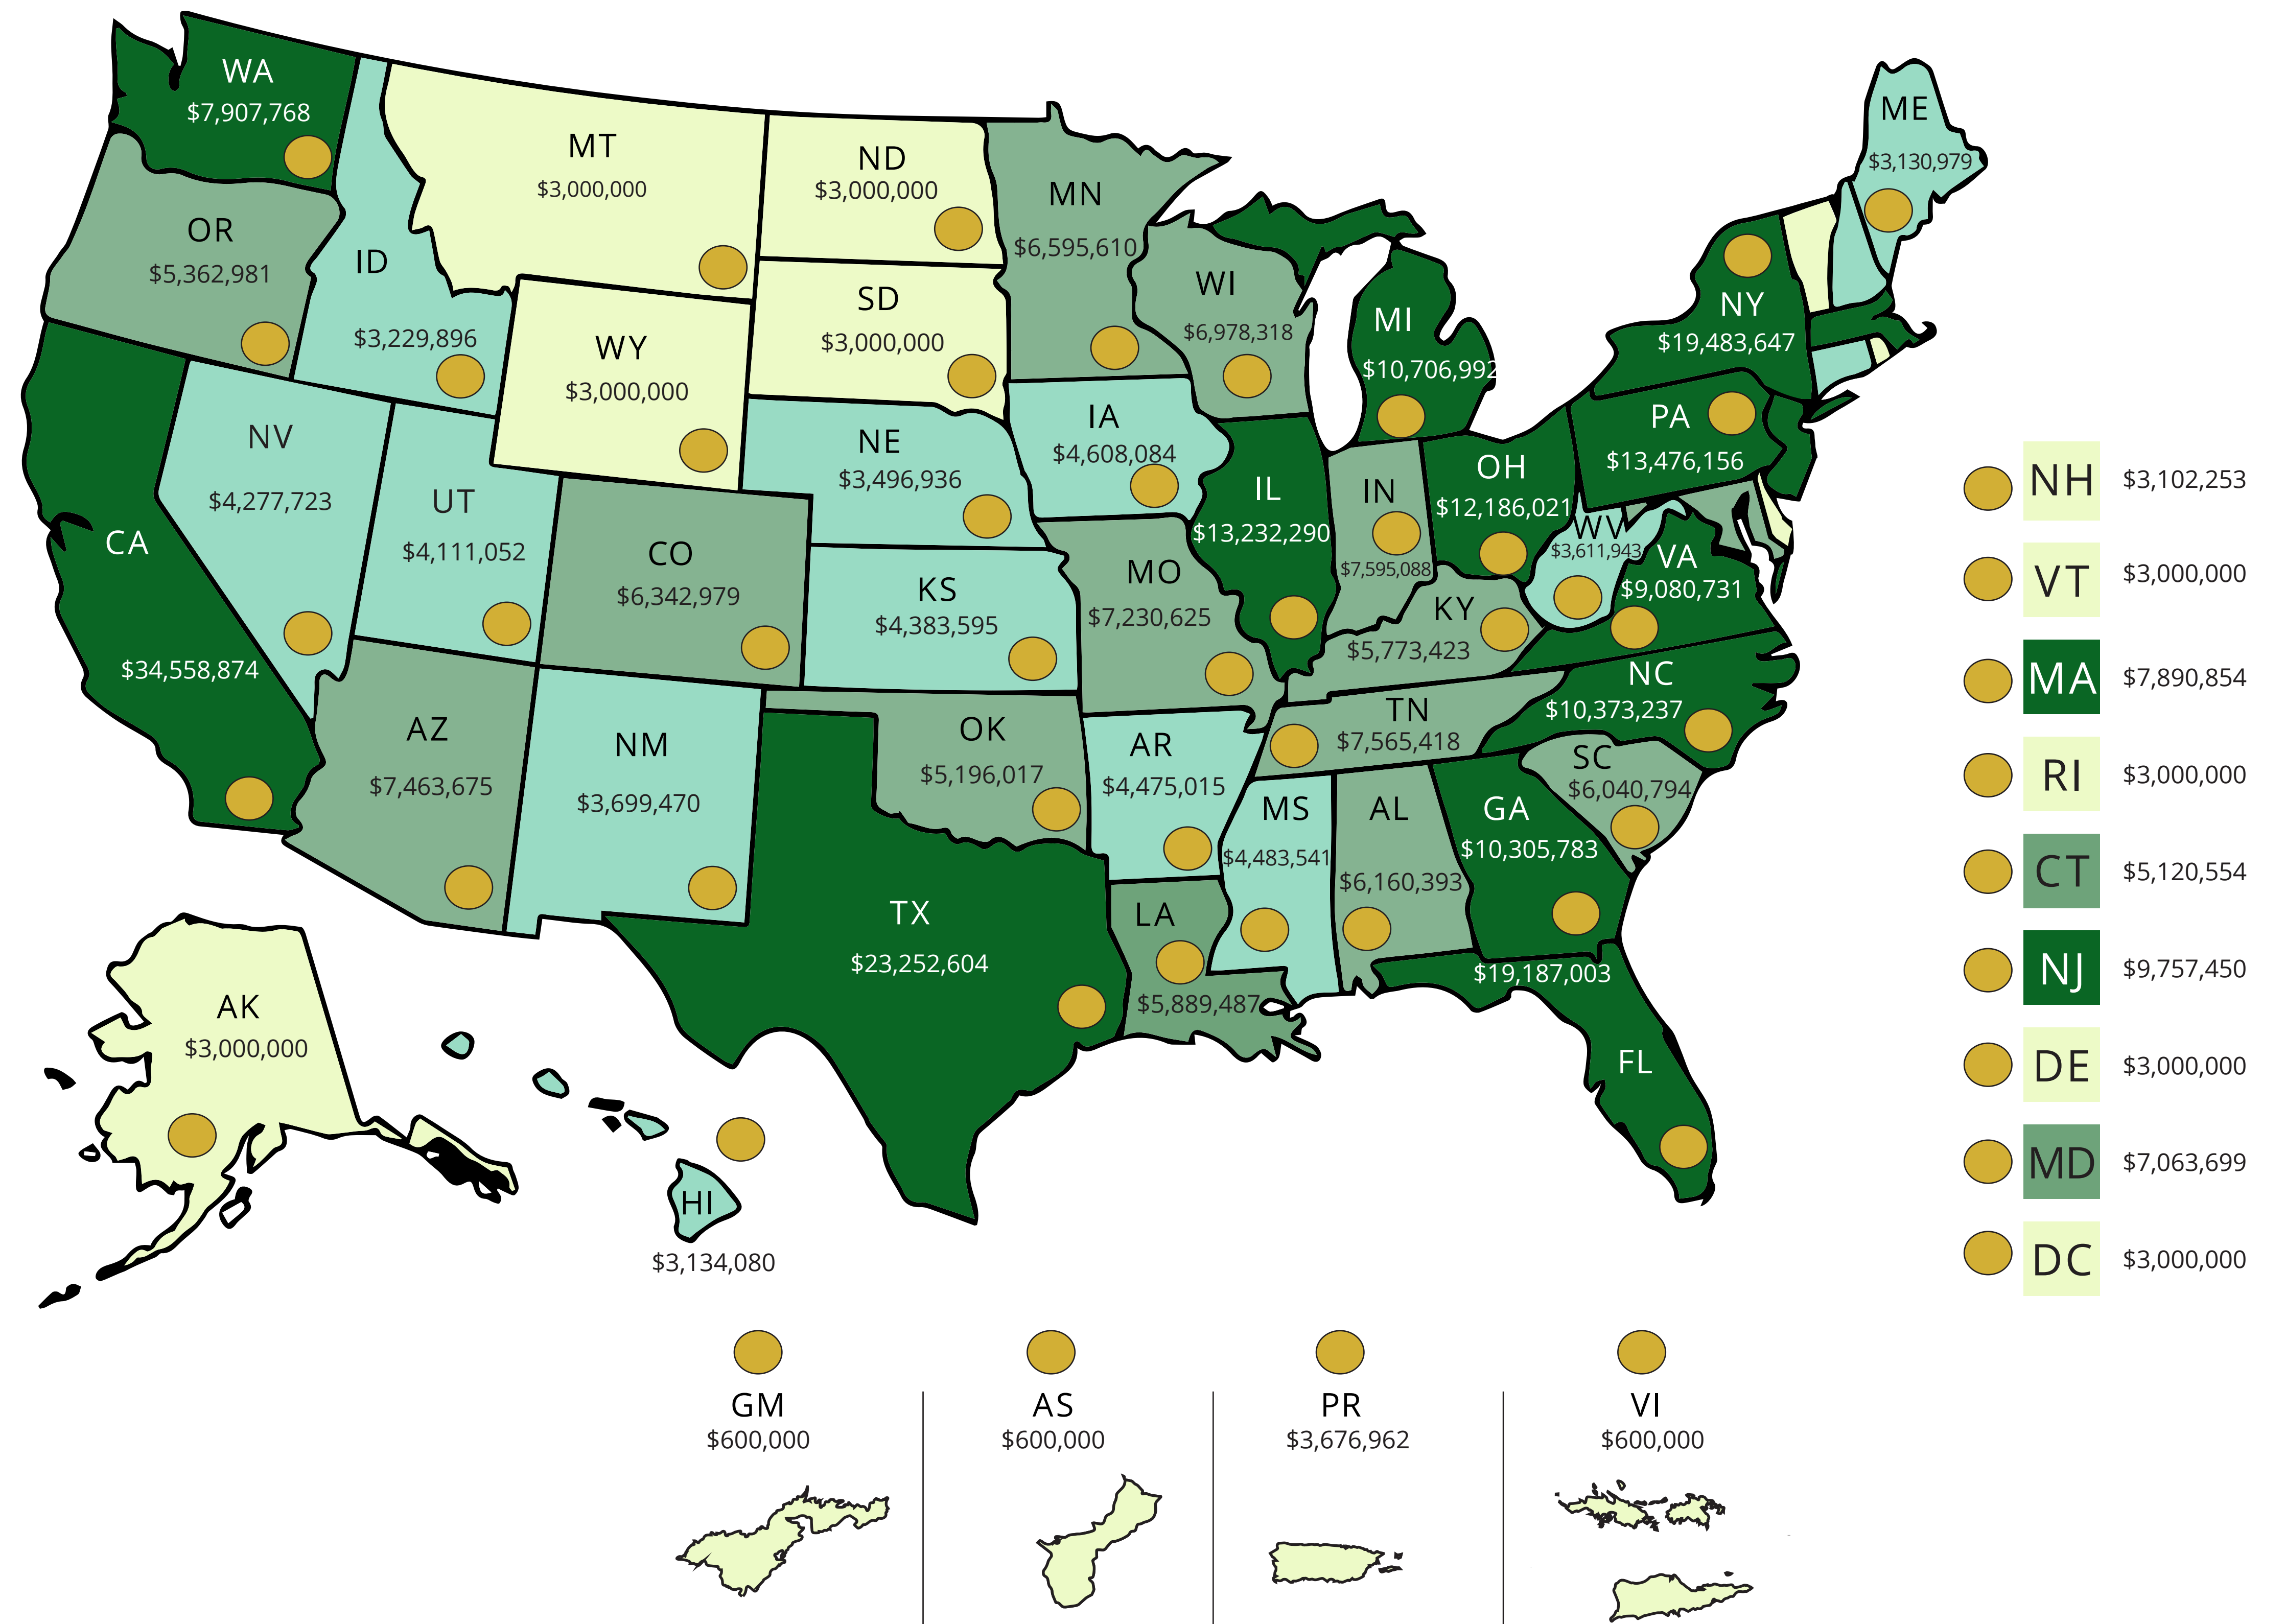 WA
$7,907,768
MT
$3,000,000
ND
$3,000,000
MN
$6,595,610
ME
$3,130,979
OR
$5,362,981
ID
$3,229,896
SD
$3,000,000
WI
$6,978,318
MI
$10,706,992
NY
$19,483,647
WY
$3,000,000
NV
$4,277,723
NE
$3,496,936
IA
$4,608,084
PA
$13,476,156
UT
$4,111,052
IL
$13,232,290
IN
$7,595,088
OH
$12,186,021
WV
$3,611,943
VA
$9,080,731
CA
$34,558,874
CO
$6,342,979
KS
$4,383,595
MO
$7,230,625
KY
$5,773,423
NC
$10,373,237
AZ
$7,463,675
NM
$3,699,470
OK
$5,196,017
AR
$4,475,015
TN
$7,565,418
SC
$6,040,794
MS
$4,483,541
AL
$6,160,393
GA
$10,305,783
TX
$23,252,604
LA
$5,889,487
$19,187,003
FL
AK
$3,000,000
HI
$3,134,080
NH $3,102,253
VT $3,000,000
MA $7,890,854
RI $3,000,000
CT $5,120,554
NJ $9,757,450
DE $3,000,000
MD $7,063,699
DC $3,000,000
GM
$600,000
AS
$600,000
PR
$3,676,962
VI
$600,000